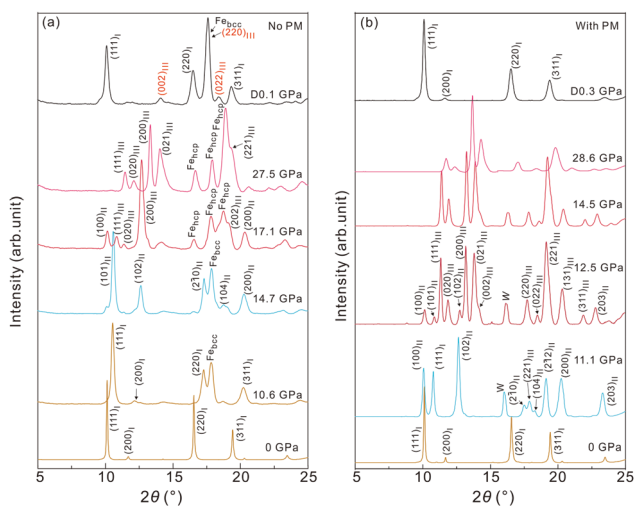 (a)
No PM
Fe_bcc
(220)_III
(111)_I
(002)_III
(220)_I
(022)_III
(311)_I
D0.1 GPa
(111)_III
(020)_III
(200)_III
(021)_III
Fe_hcp
Fe_hcp
Fe_hcp
(221)_III
27.5 GPa
(100)_II
(111)_III
(020)_III
(200)_III
Fe_hcp
Fe_hcp
Fe_hcp
(202)_III
(200)_II
17.1 GPa
(101)_II
(102)_II
(210)_II
Fe_bcc
(104)_II
(200)_II
14.7 GPa
(111)_I
(200)_I
(220)_I
Fe_bcc
(311)_I
10.6 GPa
(111)_I
(200)_I
(220)_I
(311)_I
0 GPa
5 10 15 20 25
2θ (°)
Intensity (arb.unit)
(b)
With PM
(111)_I
(200)_I
(220)_I
(311)_I
D0.3 GPa
28.6 GPa
14.5 GPa
(100)_II
(101)_II
(111)_III
(020)_III
(102)_II
(200)_III
(021)_III
(002)_III
W
(220)_III
(022)_III
(221)_III
(131)_III
(311)_III
(203)_II
12.5 GPa
(100)_II
(111)_I
(102)_II
W
(221)_III
(104)_II
(200)_II
(203)_II
11.1 GPa
(111)_I
(200)_I
(220)_I
(311)_I
0 GPa
5 10 15 20 25
2θ (°)
Intensity (arb.unit)